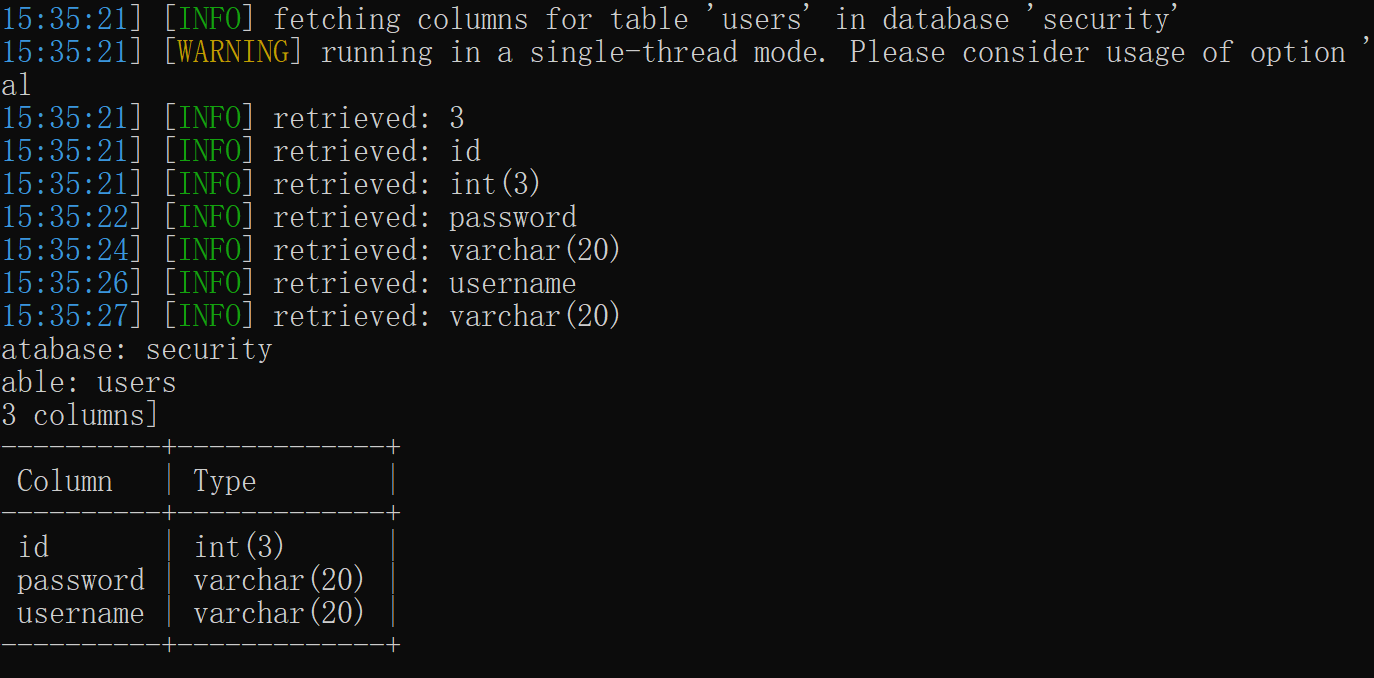 15:35:21] [INFO] fetching columns for table 'users' in database 'security'
15:35:21] [WARNING] running in a single-thread mode. Please consider usage of option '
al
15:35:21] [INFO] retrieved: 3
15:35:21] [INFO] retrieved: id
15:35:21] [INFO] retrieved: int(3)
15:35:22] [INFO] retrieved: password
15:35:24] [INFO] retrieved: varchar(20)
15:35:26] [INFO] retrieved: username
15:35:27] [INFO] retrieved: varchar(20)
atabase: security
able: users
3 columns]
----------+-------------+
Column | Type |
----------+-------------+
id | int(3) |
password | varchar(20) |
username | varchar(20) |
----------+-------------+